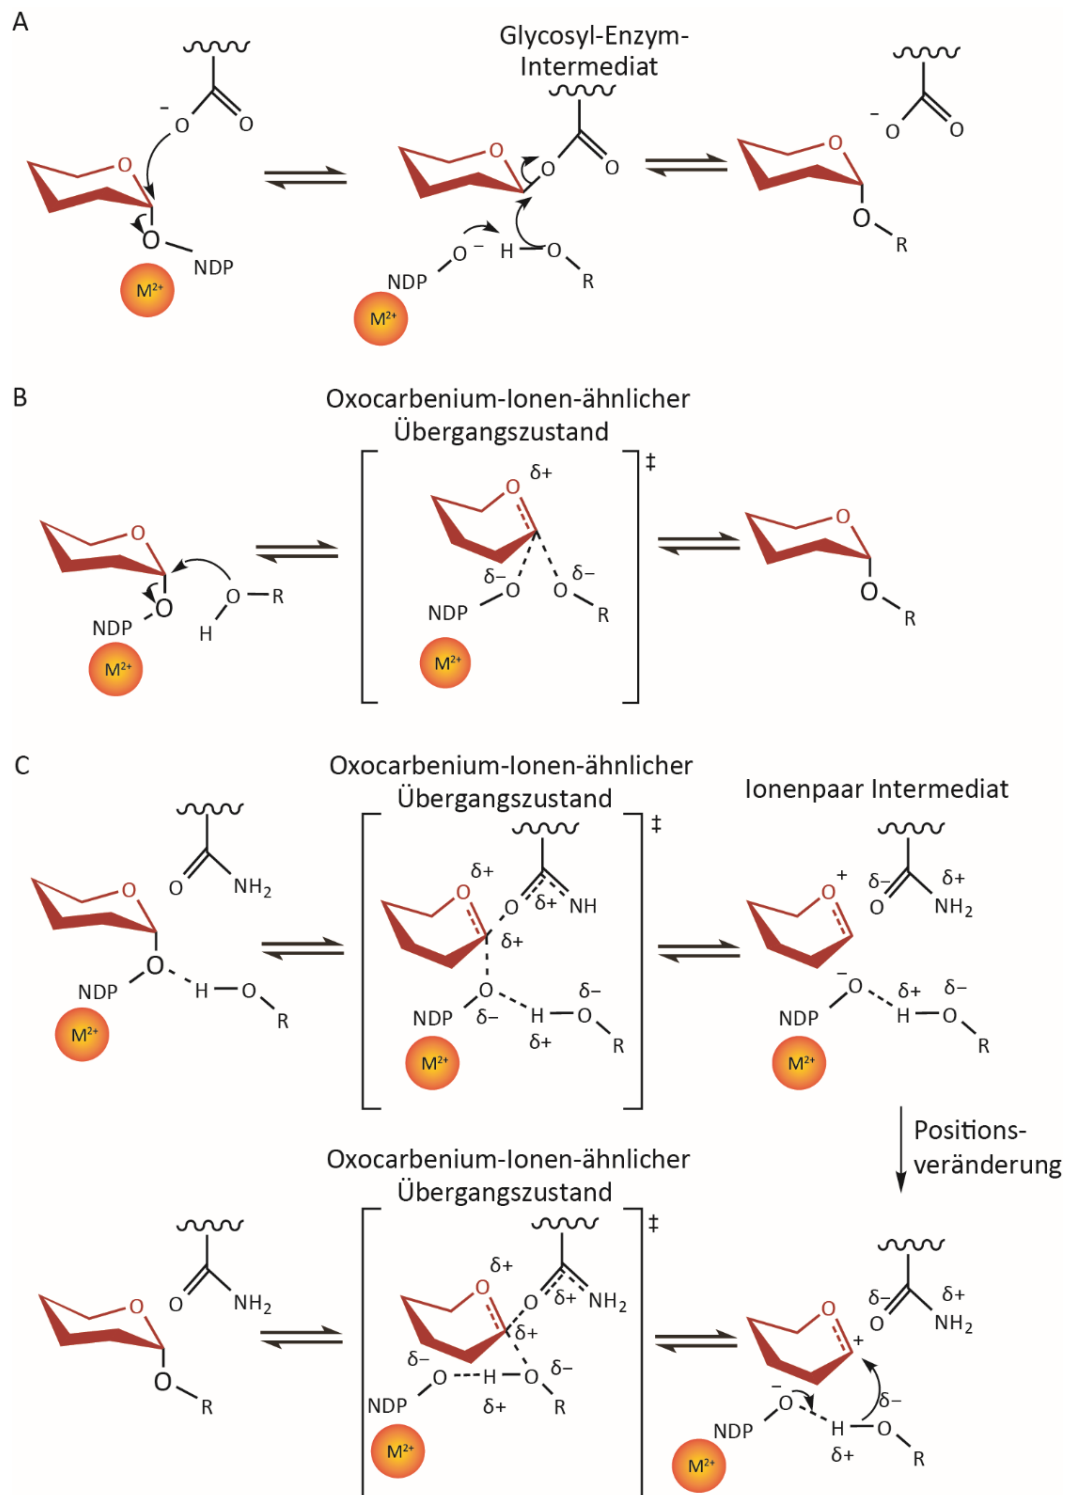 A
Glycosyl-Enzym-
Intermediat
−
O
O
O
O
NDP
M²⁺
O
O
O
O −
H
O
R
NDP
M²⁺
−
O
O
O
O
R
B
Oxocarbenium-Ionen-ähnlicher
Übergangszustand
‡
O
O
NDP
O
R
H
M²⁺
O
δ+
δ−
O
δ−
O
NDP
R
M²⁺
O
O
R
C
Oxocarbenium-Ionen-ähnlicher
Übergangszustand
‡
Ionenpaar Intermediat
O
NH₂
O
O
NDP
H
O
R
M²⁺
δ+
O
O
δ+
NH
δ+
O
δ−
NDP
δ−
H
O
δ+
R
M²⁺
O
+
δ−
δ+
O
NH₂
−
O
δ+
δ−
NDP
H
O
R
M²⁺
Positions-
veränderung
Oxocarbenium-Ionen-ähnlicher
Übergangszustand
‡
O
NH₂
O
O
R
δ+
O
O
δ+
NH₂
δ+
δ−
O
H
O
δ−
NDP
δ+
R
M²⁺
δ−
δ+
O
NH₂
O
+
−
O
δ−
NDP
H
O
δ+
R
M²⁺